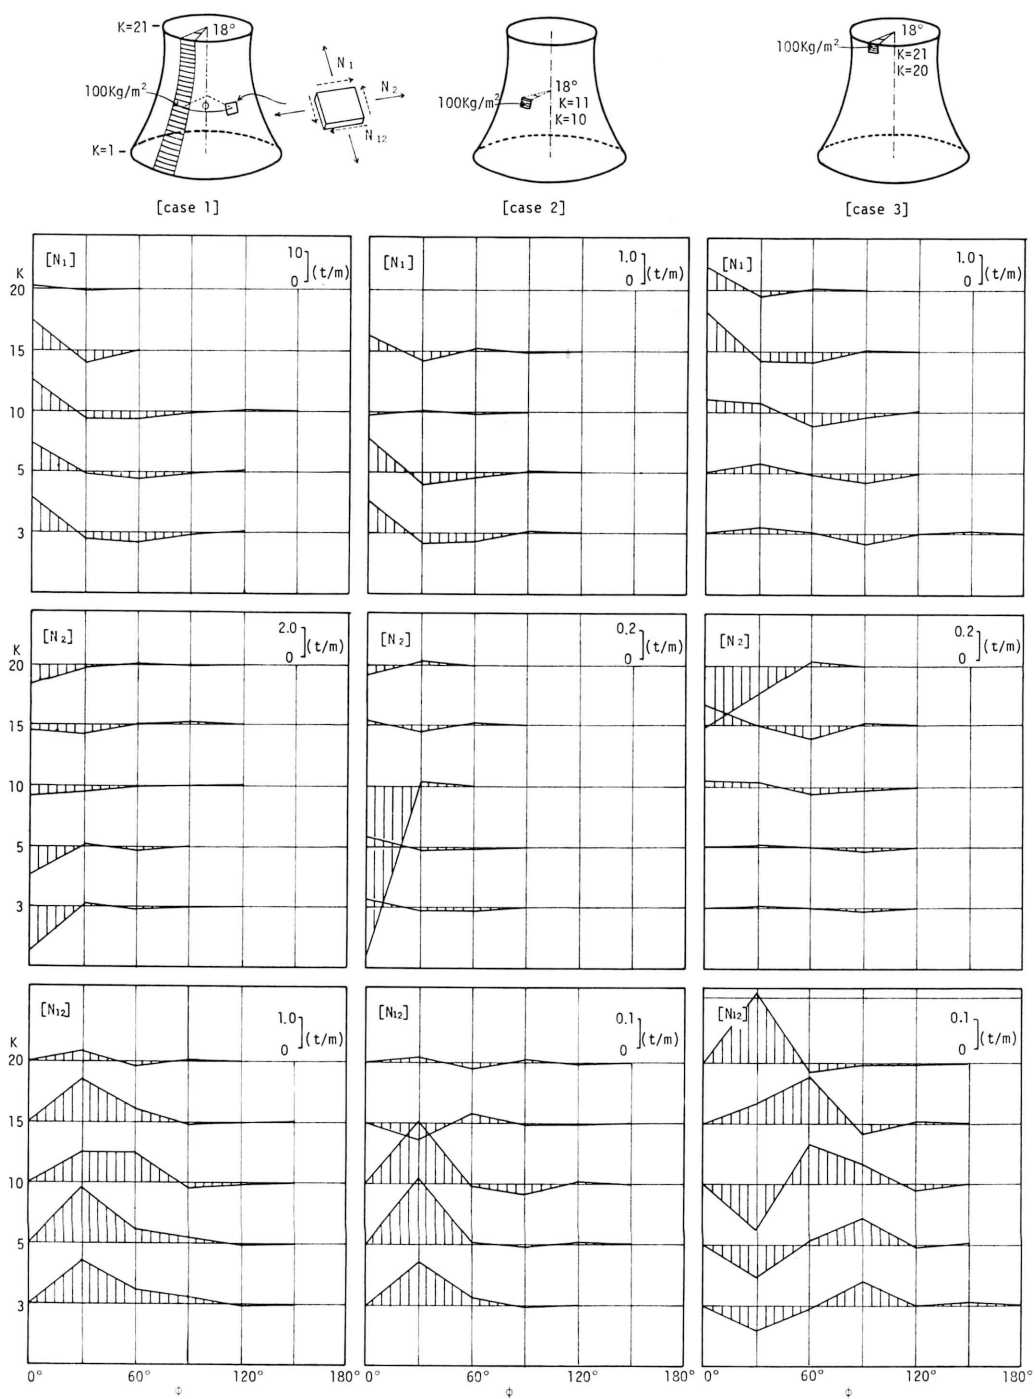 K=21
18°
N₁
N₂
N₁₂
100Kg/m²
ϕ
K=1
[case 1]
18°
100Kg/m²
K=11
K=10
[case 2]
18°
100Kg/m²
K=21
K=20
[case 3]
[N₁]
10
0
(t/m)
K
20
15
10
5
3
[N₁]
1.0
0
(t/m)
[N₁]
1.0
0
(t/m)
[N₂]
2.0
0
(t/m)
K
20
15
10
5
3
[N₂]
0.2
0
(t/m)
[N₂]
0.2
0
(t/m)
[N₁₂]
1.0
0
(t/m)
K
20
15
10
5
3
[N₁₂]
0.1
0
(t/m)
[N₁₂]
0.1
0
(t/m)
0° 60° 120° 180°
ϕ
0° 60° 120° 180°
ϕ
0° 60° 120° 180°